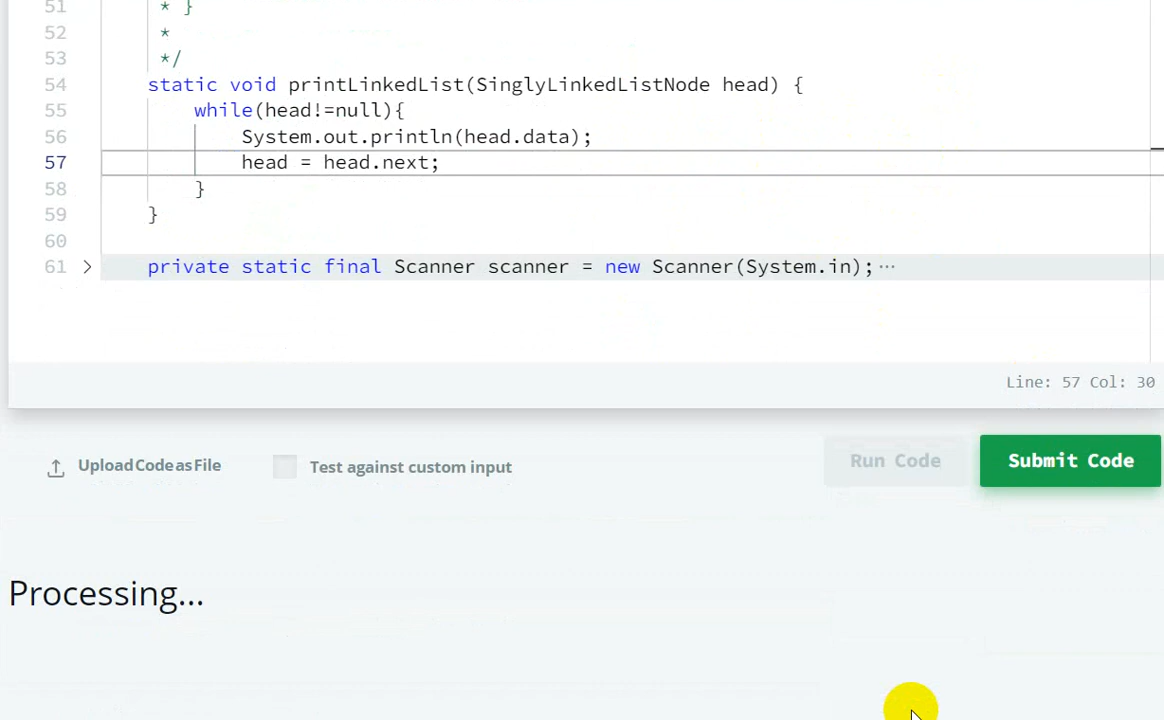 51 * }
52 *
53 */
54 static void printLinkedList(SinglyLinkedListNode head) {
55 while(head!=null){
56 System.out.println(head.data);
57 head = head.next;
58 }
59 }
60
61 private static final Scanner scanner = new Scanner(System.in);···
Line: 57 Col: 30
Upload Code as File Test against custom input Run Code Submit Code
Processing...